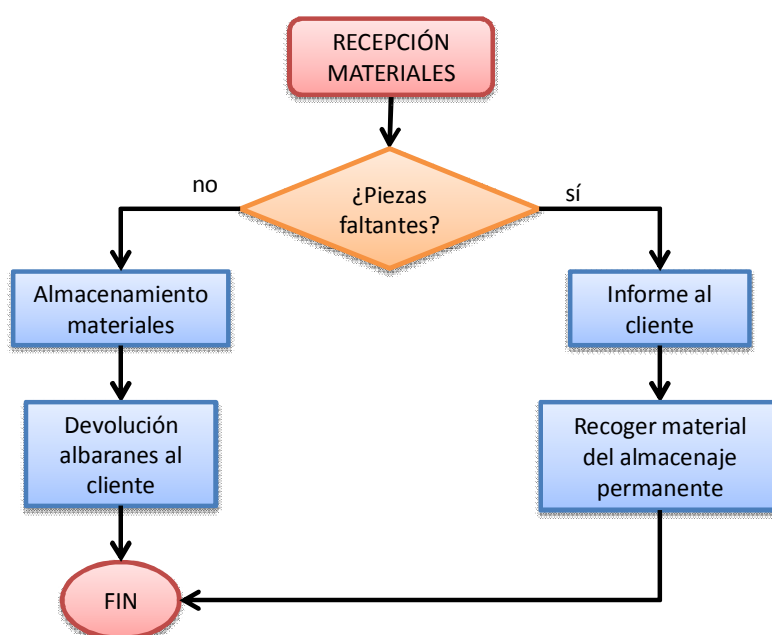 RECEPCIÓN
MATERIALES
¿Piezas
faltantes?
no
sí
Almacenamiento
materiales
Informe al
cliente
Devolución
albaranes al
cliente
Recoger material
del almacenaje
permanente
FIN